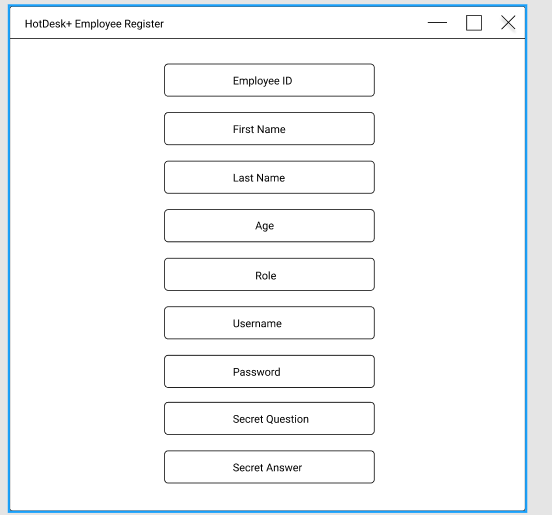 HotDesk+ Employee Register
Employee ID
First Name
Last Name
Age
Role
Username
Password
Secret Question
Secret Answer